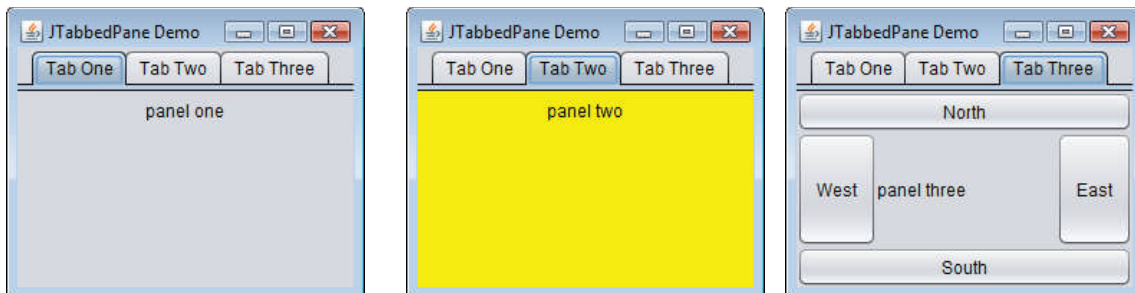 JTabbedPane Demo
Tab One Tab Two Tab Three
panel one
JTabbedPane Demo
Tab One Tab Two Tab Three
panel two
JTabbedPane Demo
Tab One Tab Two Tab Three
North
West panel three East
South